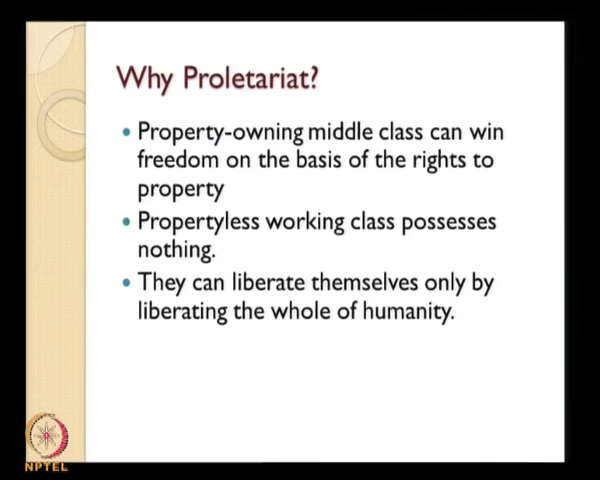 Why Proletariat?
Property-owning middle class can win
freedom on the basis of the rights to
property
Propertyless working class possesses
nothing.
They can liberate themselves only by
liberating the whole of humanity.
NPTEL